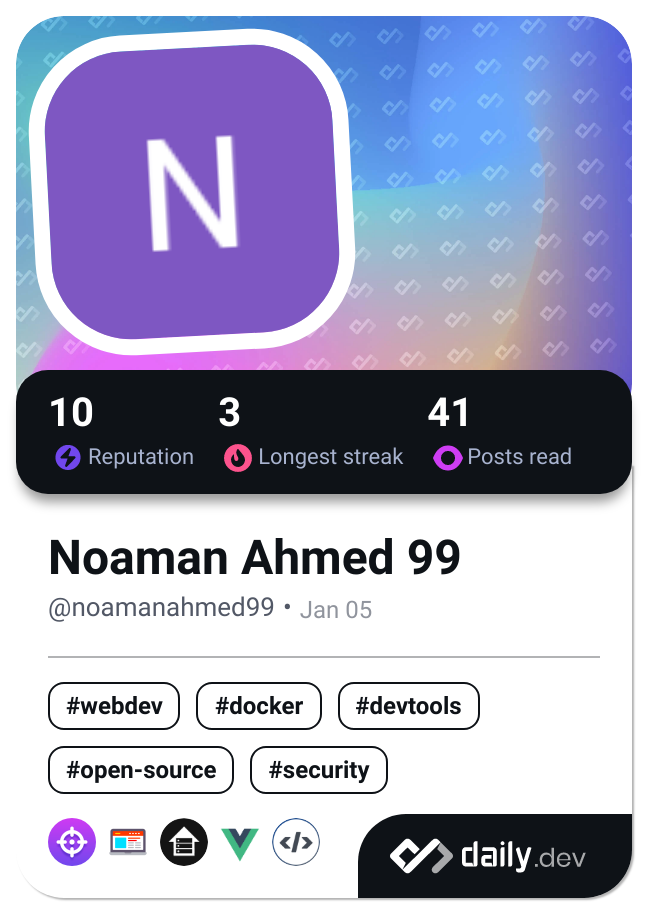 N
10 3 41
Reputation Longest streak Posts read
Noaman Ahmed 99
@noamanahmed99 • Jan 05
#webdev #docker #devtools
#open-source #security
</> daily.dev